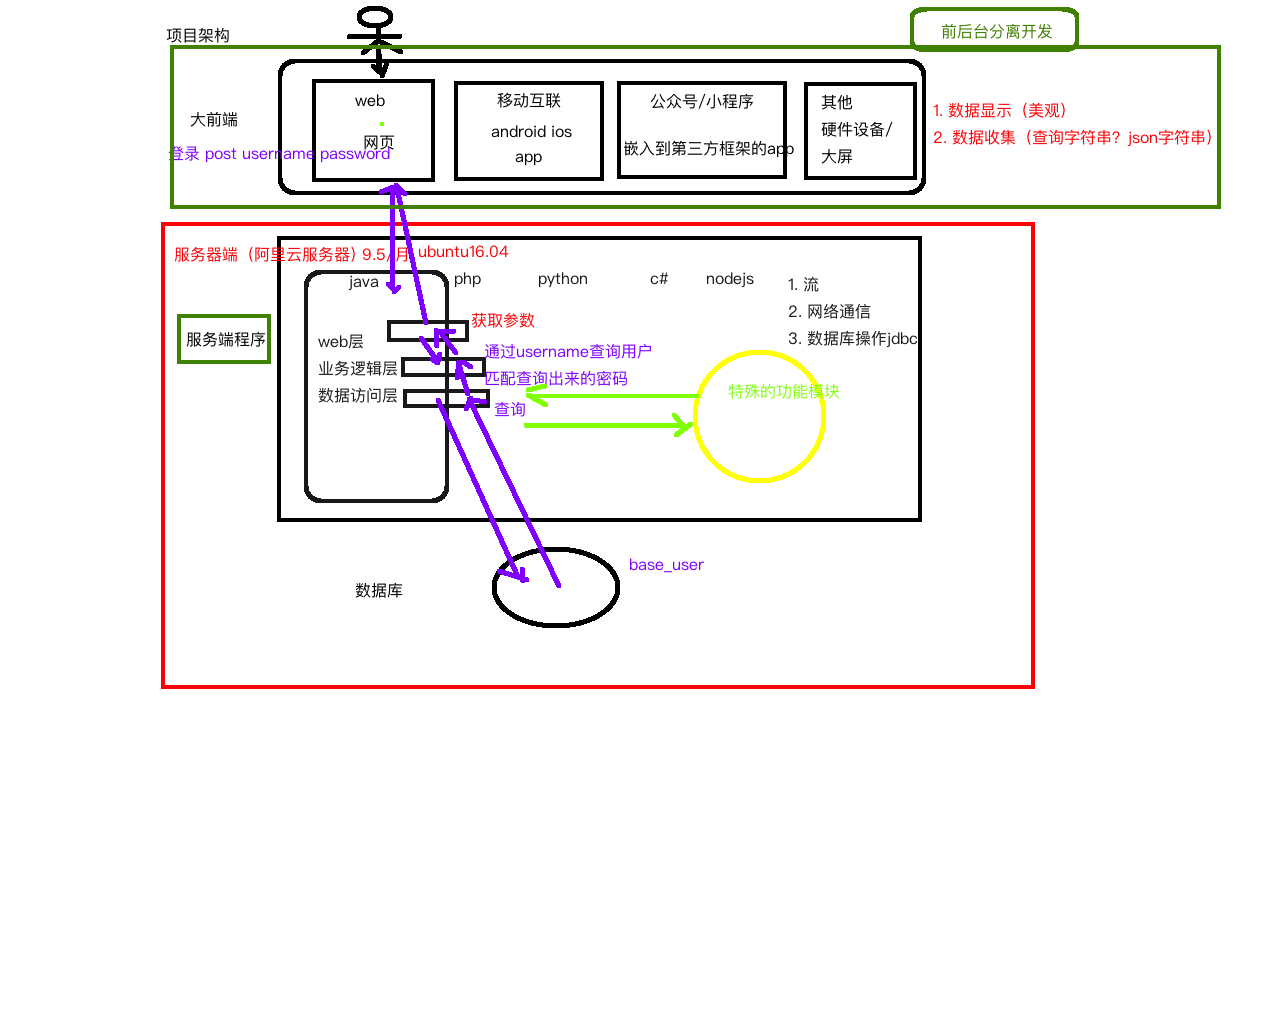 项目架构
前后台分离开发
大前端
web
网页
登录 post username password
移动互联
android ios
app
公众号/小程序
嵌入到第三方框架的app
其他
硬件设备/
大屏
1. 数据显示（美观）
2. 数据收集（查询字符串？json字符串）
服务器端（阿里云服务器）9.5/月
ubuntu16.04
java
php
python
c#
nodejs
1. 流
2. 网络通信
3. 数据库操作jdbc
服务端程序
web层
业务逻辑层
数据访问层
获取参数
通过username查询用户
匹配查询出来的密码
查询
特殊的功能模块
数据库
base_user